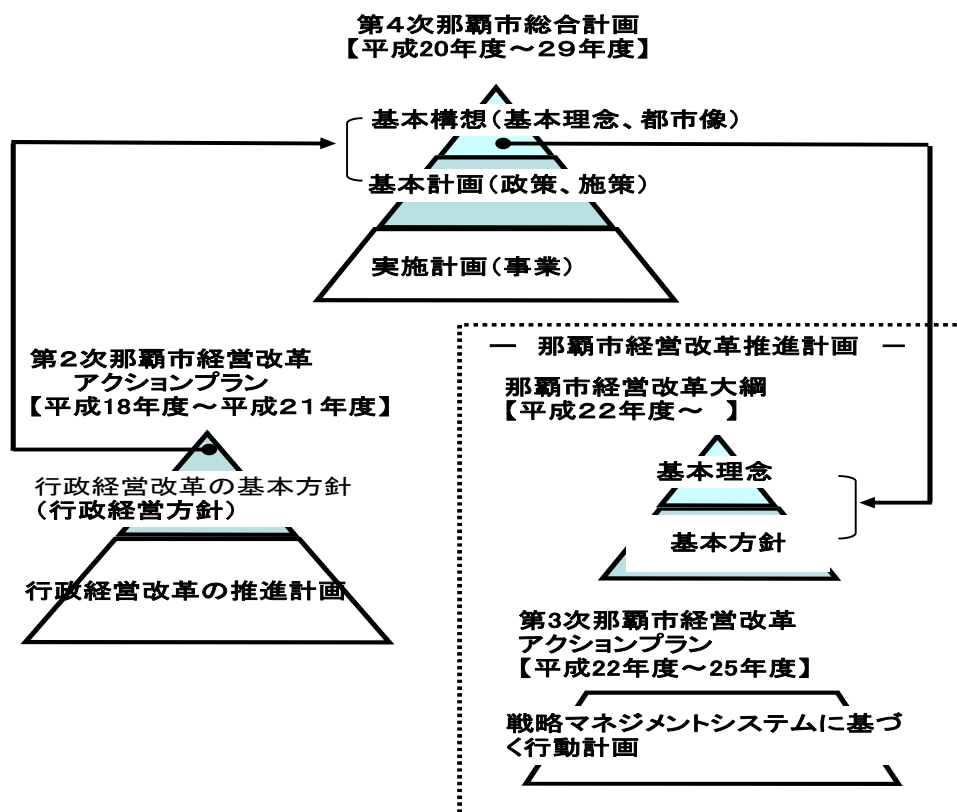 第４次那覇市総合計画
【平成20年度～29年度】
基本構想（基本理念、都市像）
基本計画（政策、施策）
実施計画（事業）
第２次那覇市経営改革
アクションプラン
【平成18年度～平成２１年度】
行政経営改革の基本方針
（行政経営方針）
行政経営改革の推進計画
― 那覇市経営改革推進計画 ―
那覇市経営改革大綱
【平成２２年度～　】
基本理念
基本方針
第３次那覇市経営改革
アクションプラン
【平成22年度～25年度】
戦略マネジメントシステムに基づ
く行動計画